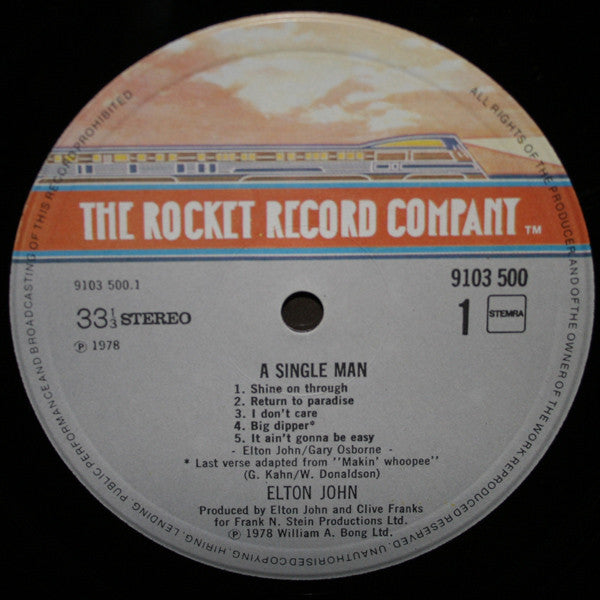 THE ROCKET RECORD COMPANY TM
9103 500.1
9103 500
33 1/3 STEREO
1
STEMRA
℗ 1978
A SINGLE MAN
1. Shine on through
2. Return to paradise
3. I don't care
4. Big dipper*
5. It ain't gonna be easy
- Elton John/Gary Osborne -
* Last verse adapted from "Makin' whoopee"
(G. Kahn/W. Donaldson)
ELTON JOHN
Produced by Elton John and Clive Franks
for Frank N. Stein Productions Ltd.
℗ 1978 William A. Bong Ltd.
ALL RIGHTS OF THE PRODUCER AND OF THE OWNER OF THE WORK REPRODUCED RESERVED. UNAUTHORISED COPYING, HIRING, LENDING, PUBLIC PERFORMANCE AND BROADCASTING OF THIS RECORD PROHIBITED